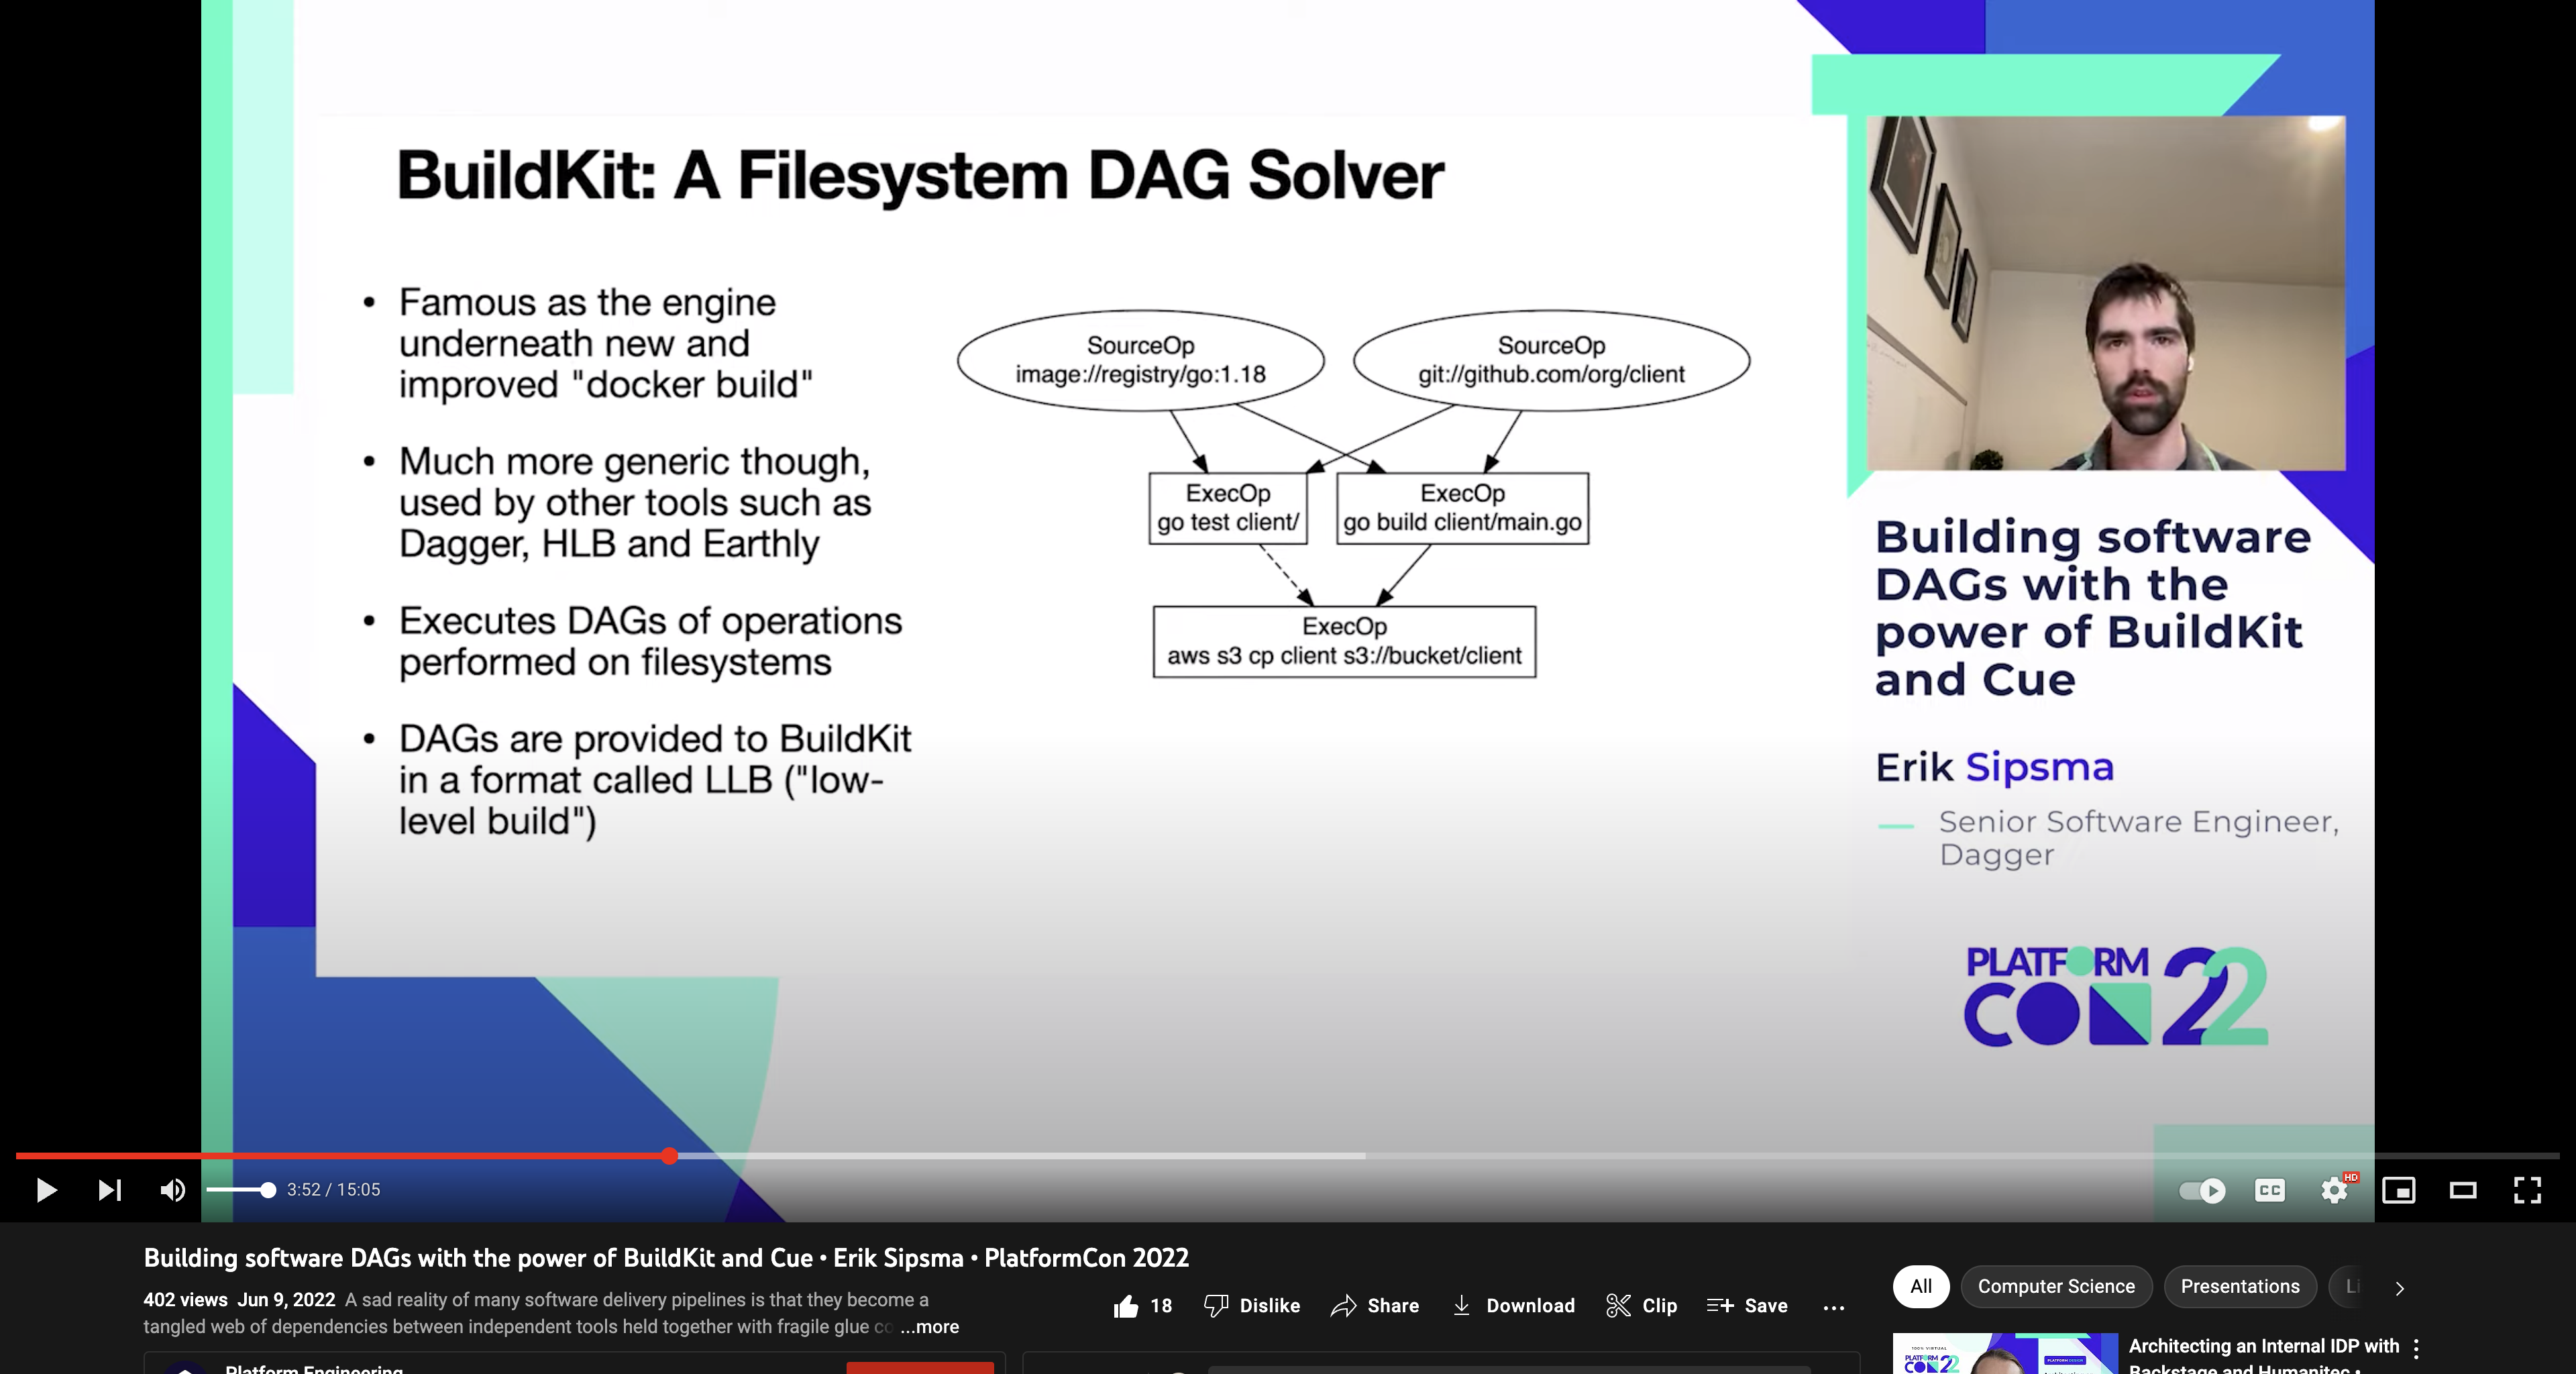 BuildKit: A Filesystem DAG Solver
• Famous as the engine
underneath new and
improved "docker build"
• Much more generic though,
used by other tools such as
Dagger, HLB and Earthly
• Executes DAGs of operations
performed on filesystems
• DAGs are provided to BuildKit
in a format called LLB ("low-
level build")
SourceOp
image://registry/go:1.18
SourceOp
git://github.com/org/client
ExecOp
go test client/
ExecOp
go build client/main.go
ExecOp
aws s3 cp client s3://bucket/client
Building software
DAGs with the
power of BuildKit
and Cue
Erik Sipsma
Senior Software Engineer,
Dagger
PLATFORM
CON 22
3:52 / 15:05
CC
HD
Building software DAGs with the power of BuildKit and Cue • Erik Sipsma • PlatformCon 2022
402 views Jun 9, 2022 A sad reality of many software delivery pipelines is that they become a
tangled web of dependencies between independent tools held together with fragile glue co ...more
18
Dislike
Share
Download
Clip
Save
All
Computer Science
Presentations
Li
Platform Engineering
100% VIRTUAL
PLATFORM
CON 22
Architecting an Internal IDP with
Backstage and Humanitec •